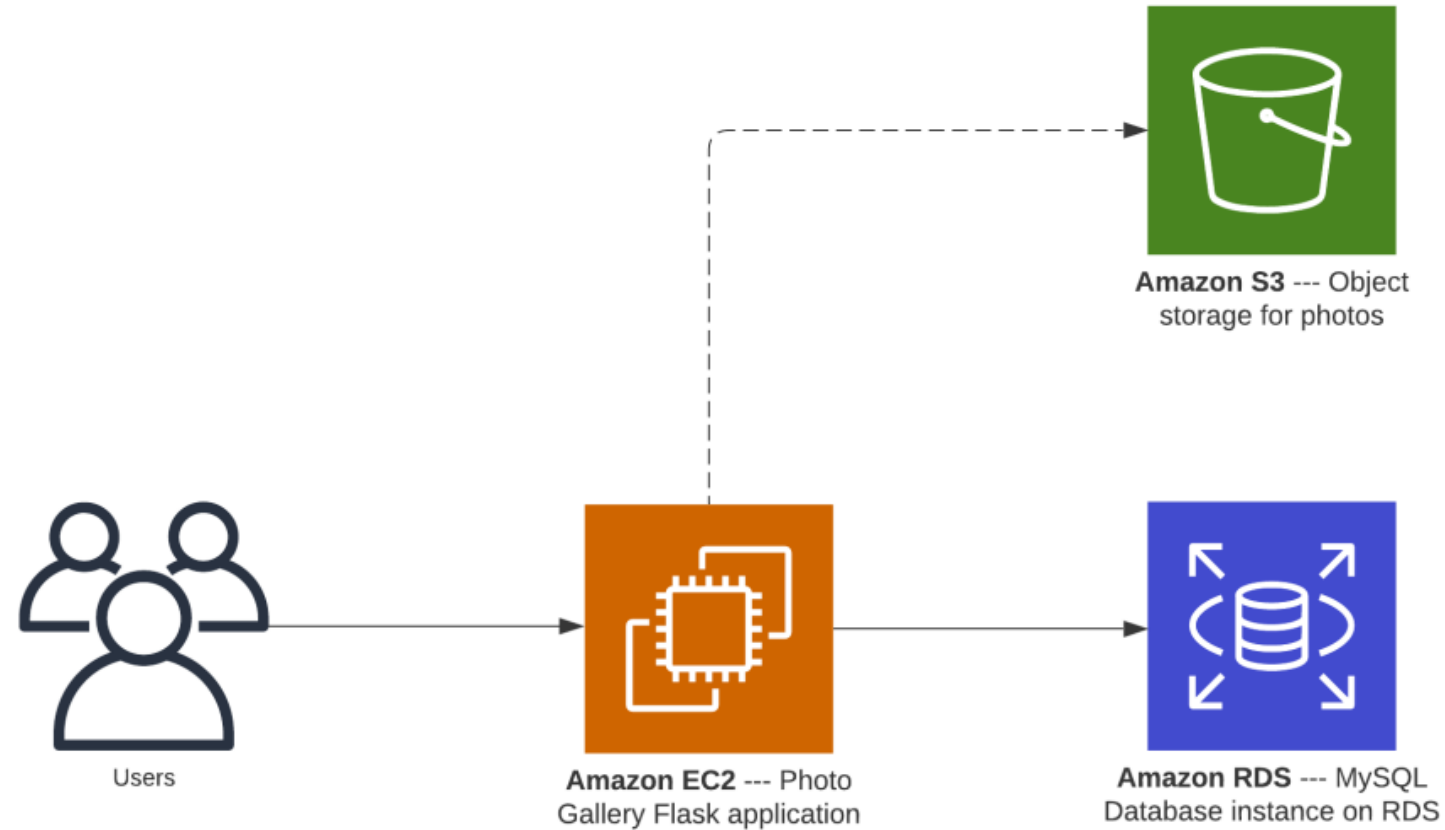 Amazon S3 --- Object
storage for photos
Users
Amazon EC2 --- Photo
Gallery Flask application
Amazon RDS --- MySQL
Database instance on RDS